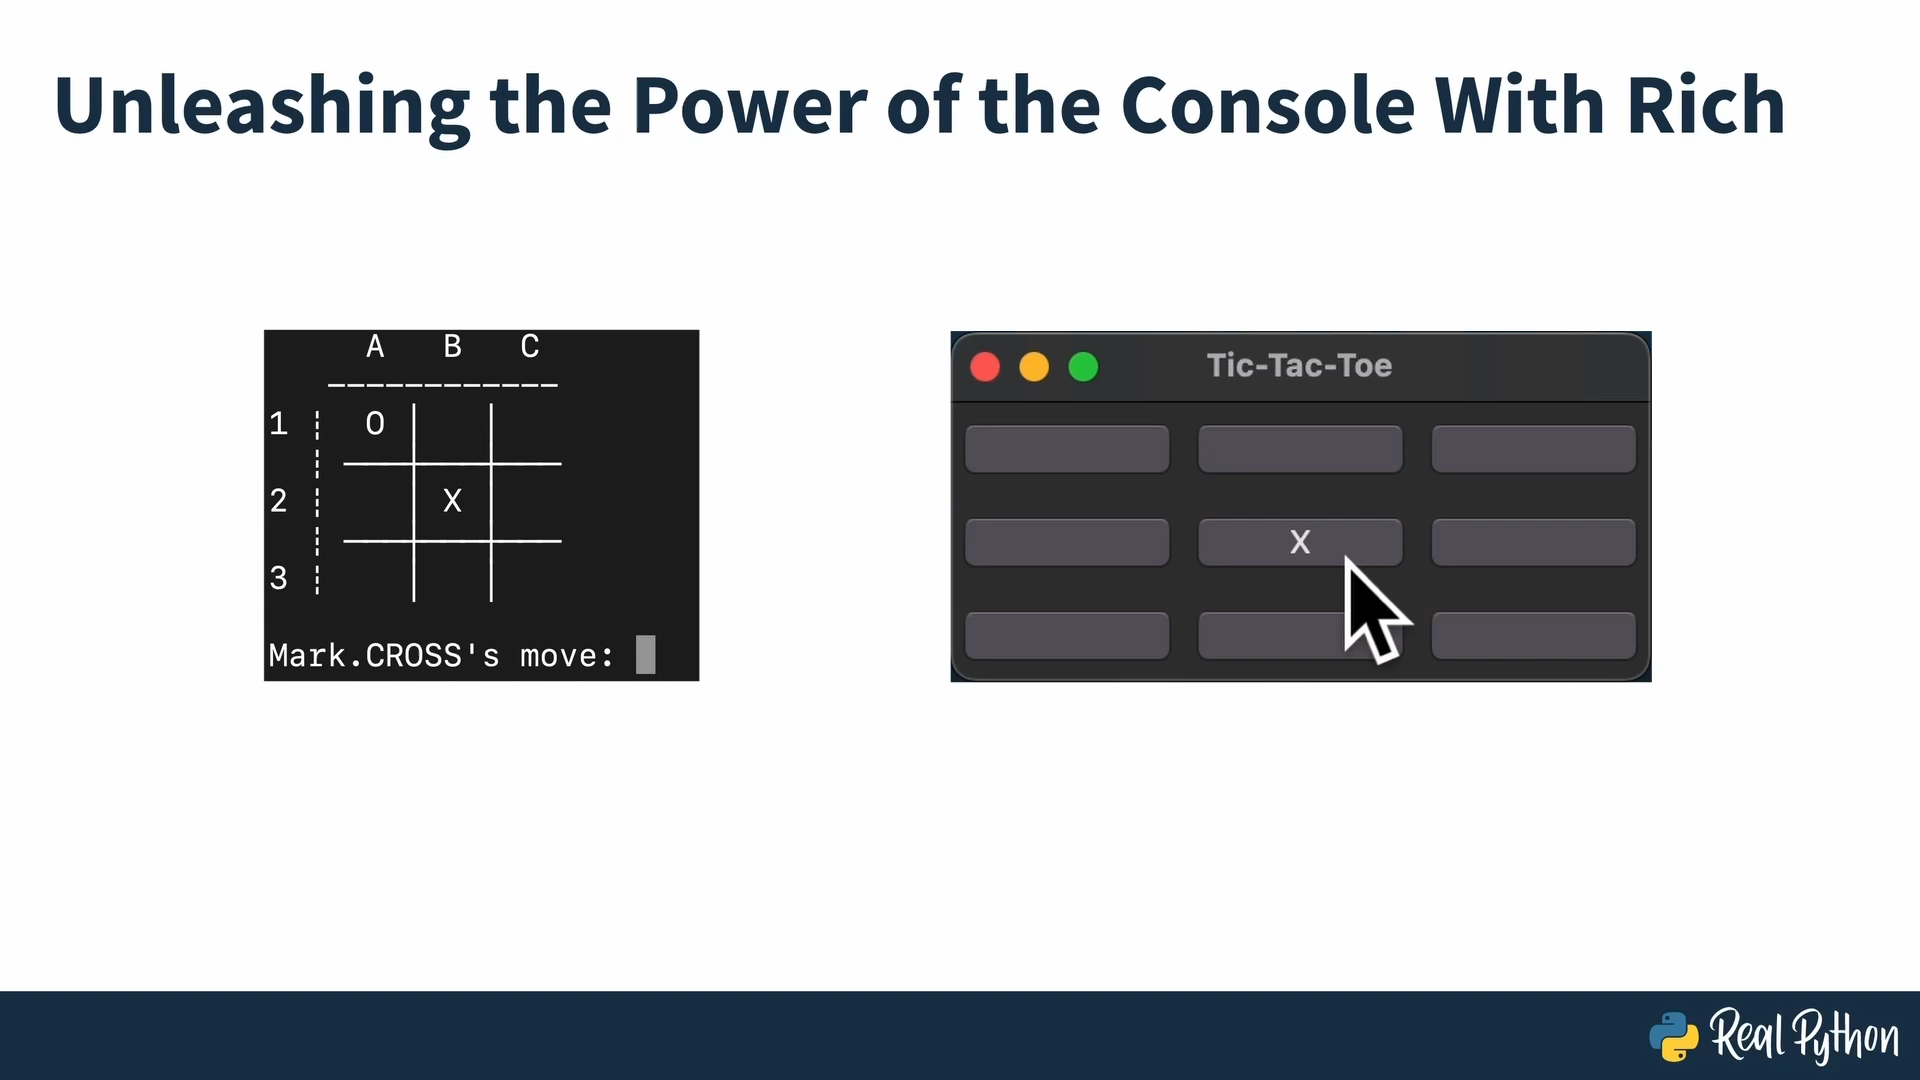 Unleashing the Power of the Console With Rich
A B C
1 O
2 X
3
Mark.CROSS's move:
Tic-Tac-Toe
X
Real Python